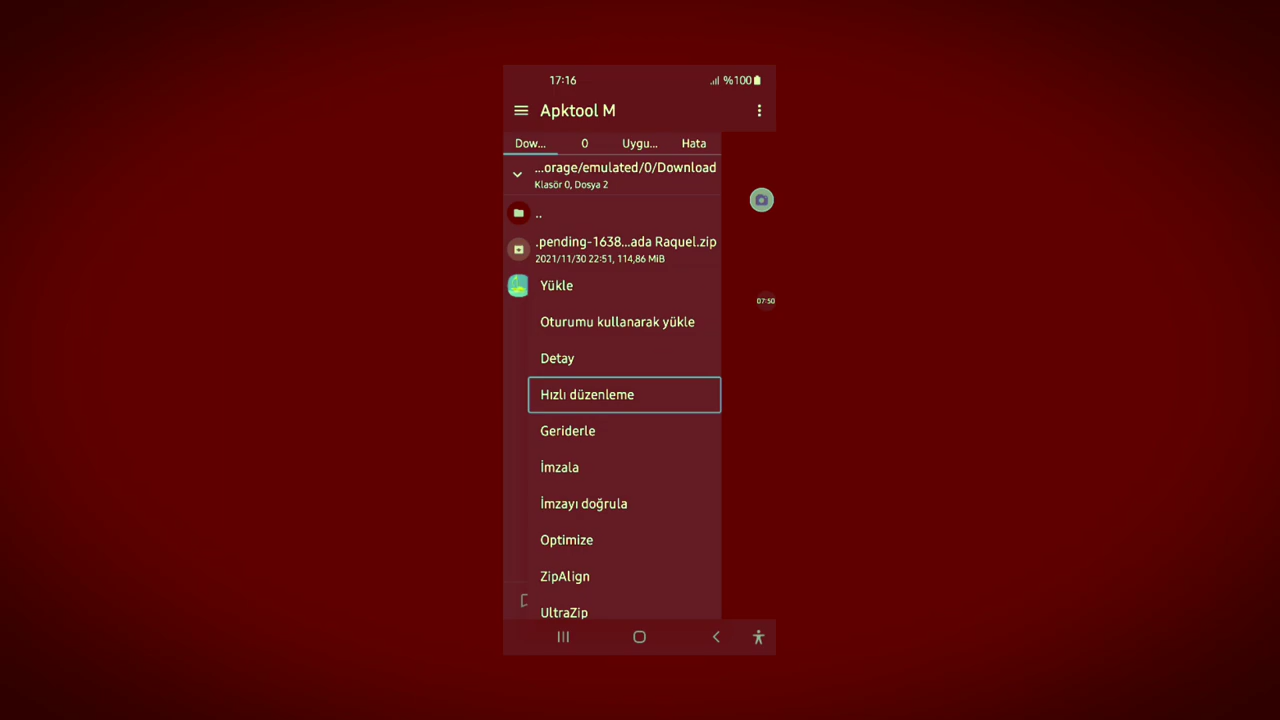 17:16 %100
Apktool M
Dow... 0 Uygu... Hata
...orage/emulated/0/Download
Klasör 0, Dosya 2
..
.pending-1638...ada Raquel.zip
2021/11/30 22:51, 114,86 MiB
Yükle
Oturumu kullanarak yükle
07:50
Detay
Hızlı düzenleme
Geriderle
İmzala
İmzayı doğrula
Optimize
ZipAlign
UltraZip